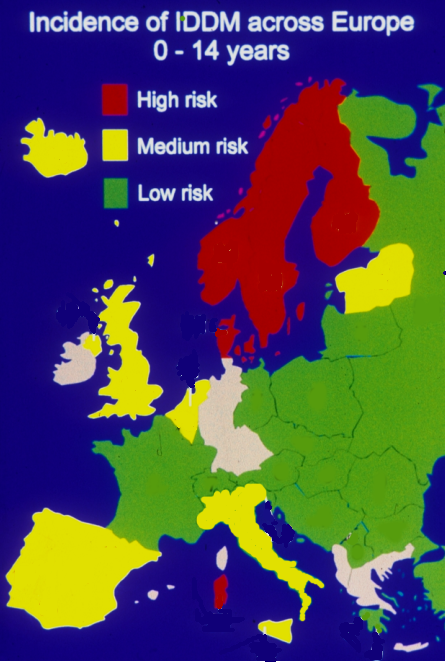 Incidence of IDDM across Europe
0 - 14 years
High risk
Medium risk
Low risk